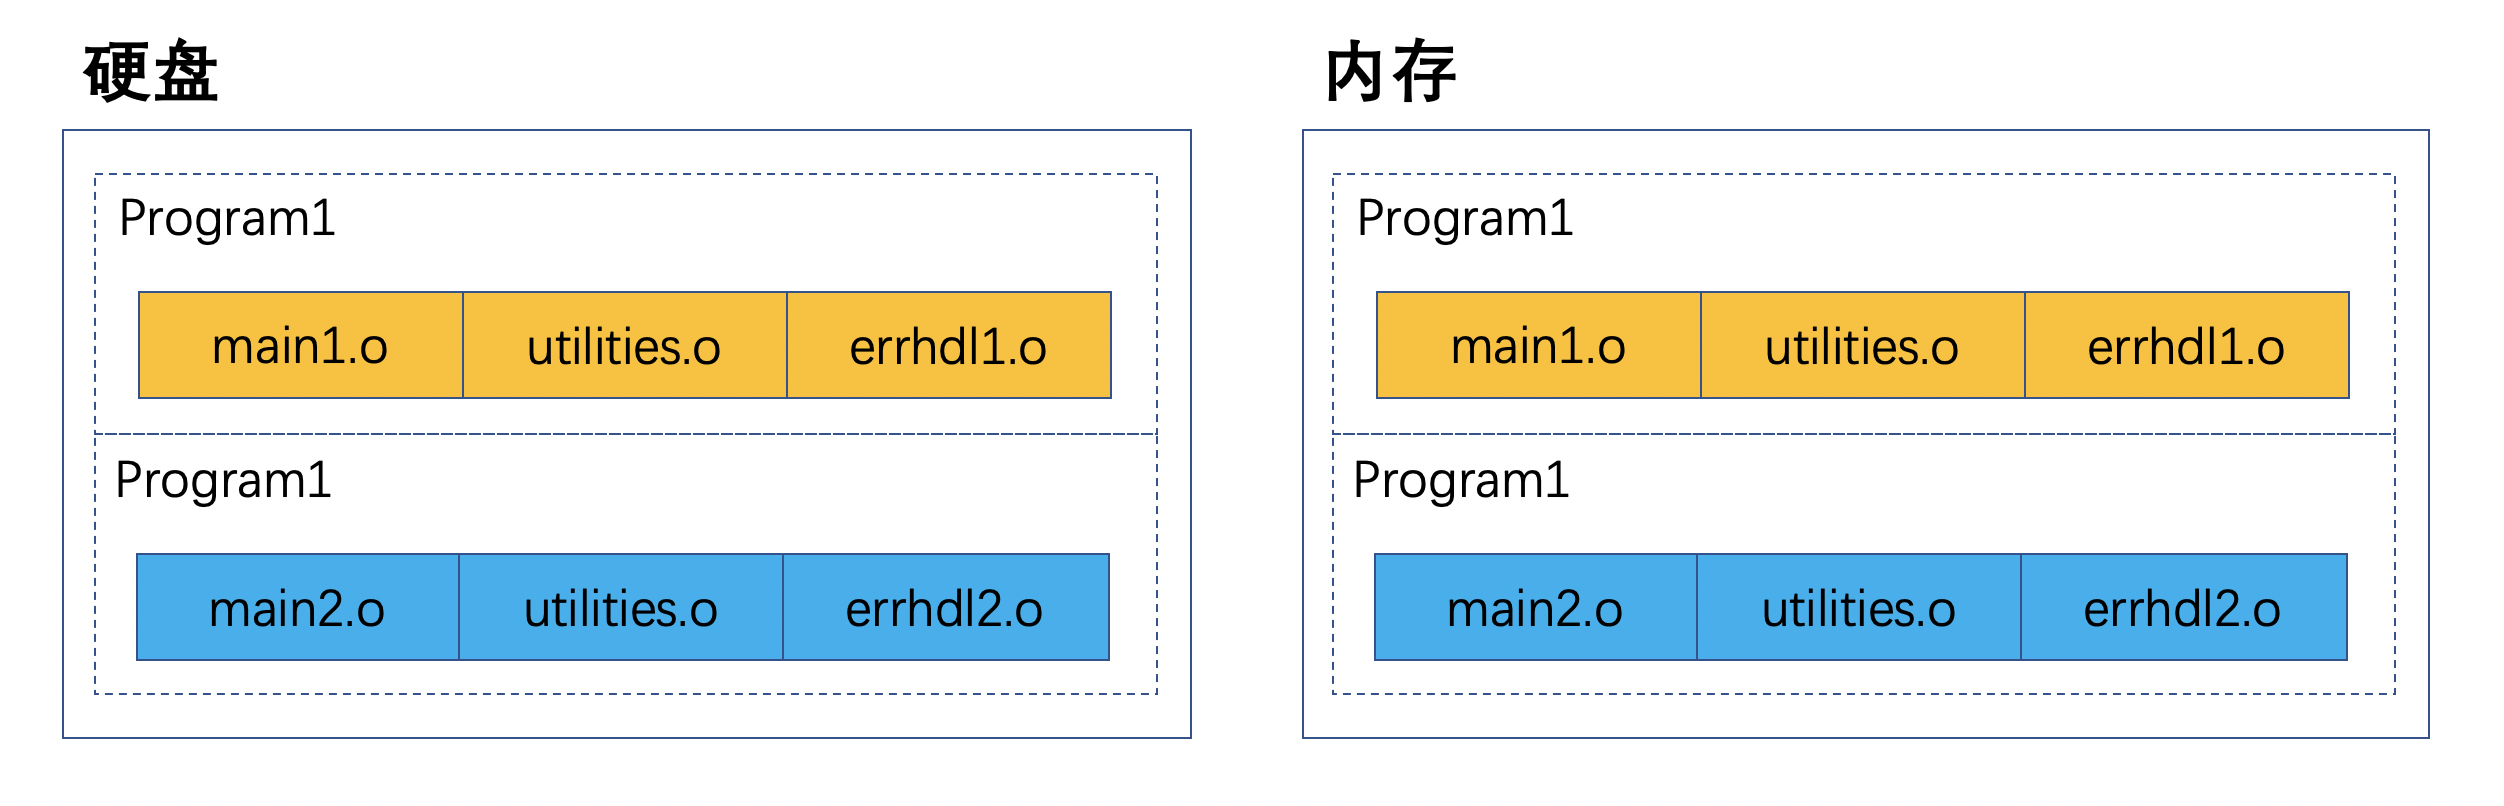 硬盘
Program1
main1.o utilities.o errhdl1.o
Program1
main2.o utilities.o errhdl2.o
内存
Program1
main1.o utilities.o errhdl1.o
Program1
main2.o utilities.o errhdl2.o